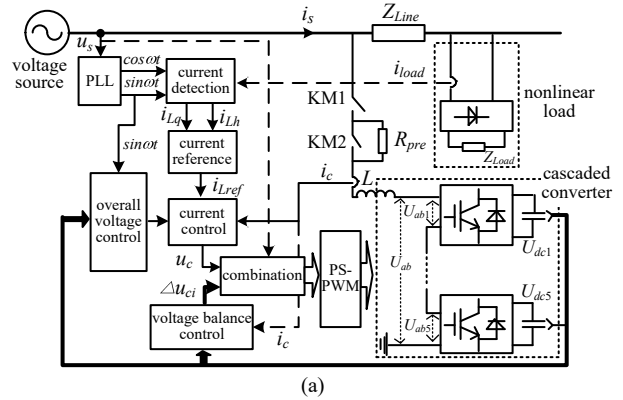 voltage source
u_s
i_s
Z_Line
PLL
cosωt
sinωt
current detection
i_load
nonlinear load
Z_Load
KM1
KM2
R_pre
i_Lq
i_Lh
sinωt
current reference
i_Lref
i_c
L
cascaded converter
overall voltage control
current control
u_c
combination
Δu_ci
voltage balance control
i_c
PS-PWM
U_ab1
U_ab
U_ab5
U_dc1
U_dc5
(a)